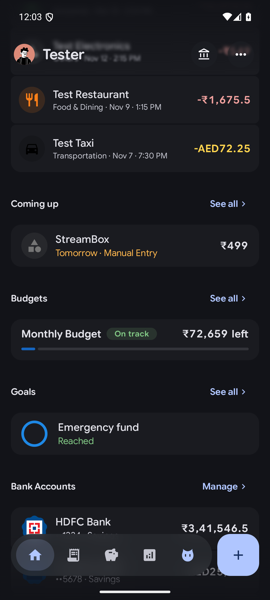 12:03
Tester
Test Restaurant
-₹1,675.5
Food & Dining · Nov 9 · 1:15 PM
Test Taxi
-AED72.25
Transportation · Nov 7 · 7:30 PM
Coming up
See all
StreamBox
₹499
Tomorrow · Manual Entry
Budgets
See all
Monthly Budget
On track
₹72,659 left
Goals
See all
Emergency fund
Reached
Bank Accounts
Manage
HDFC Bank
₹3,41,546.5
··5678 · Savings